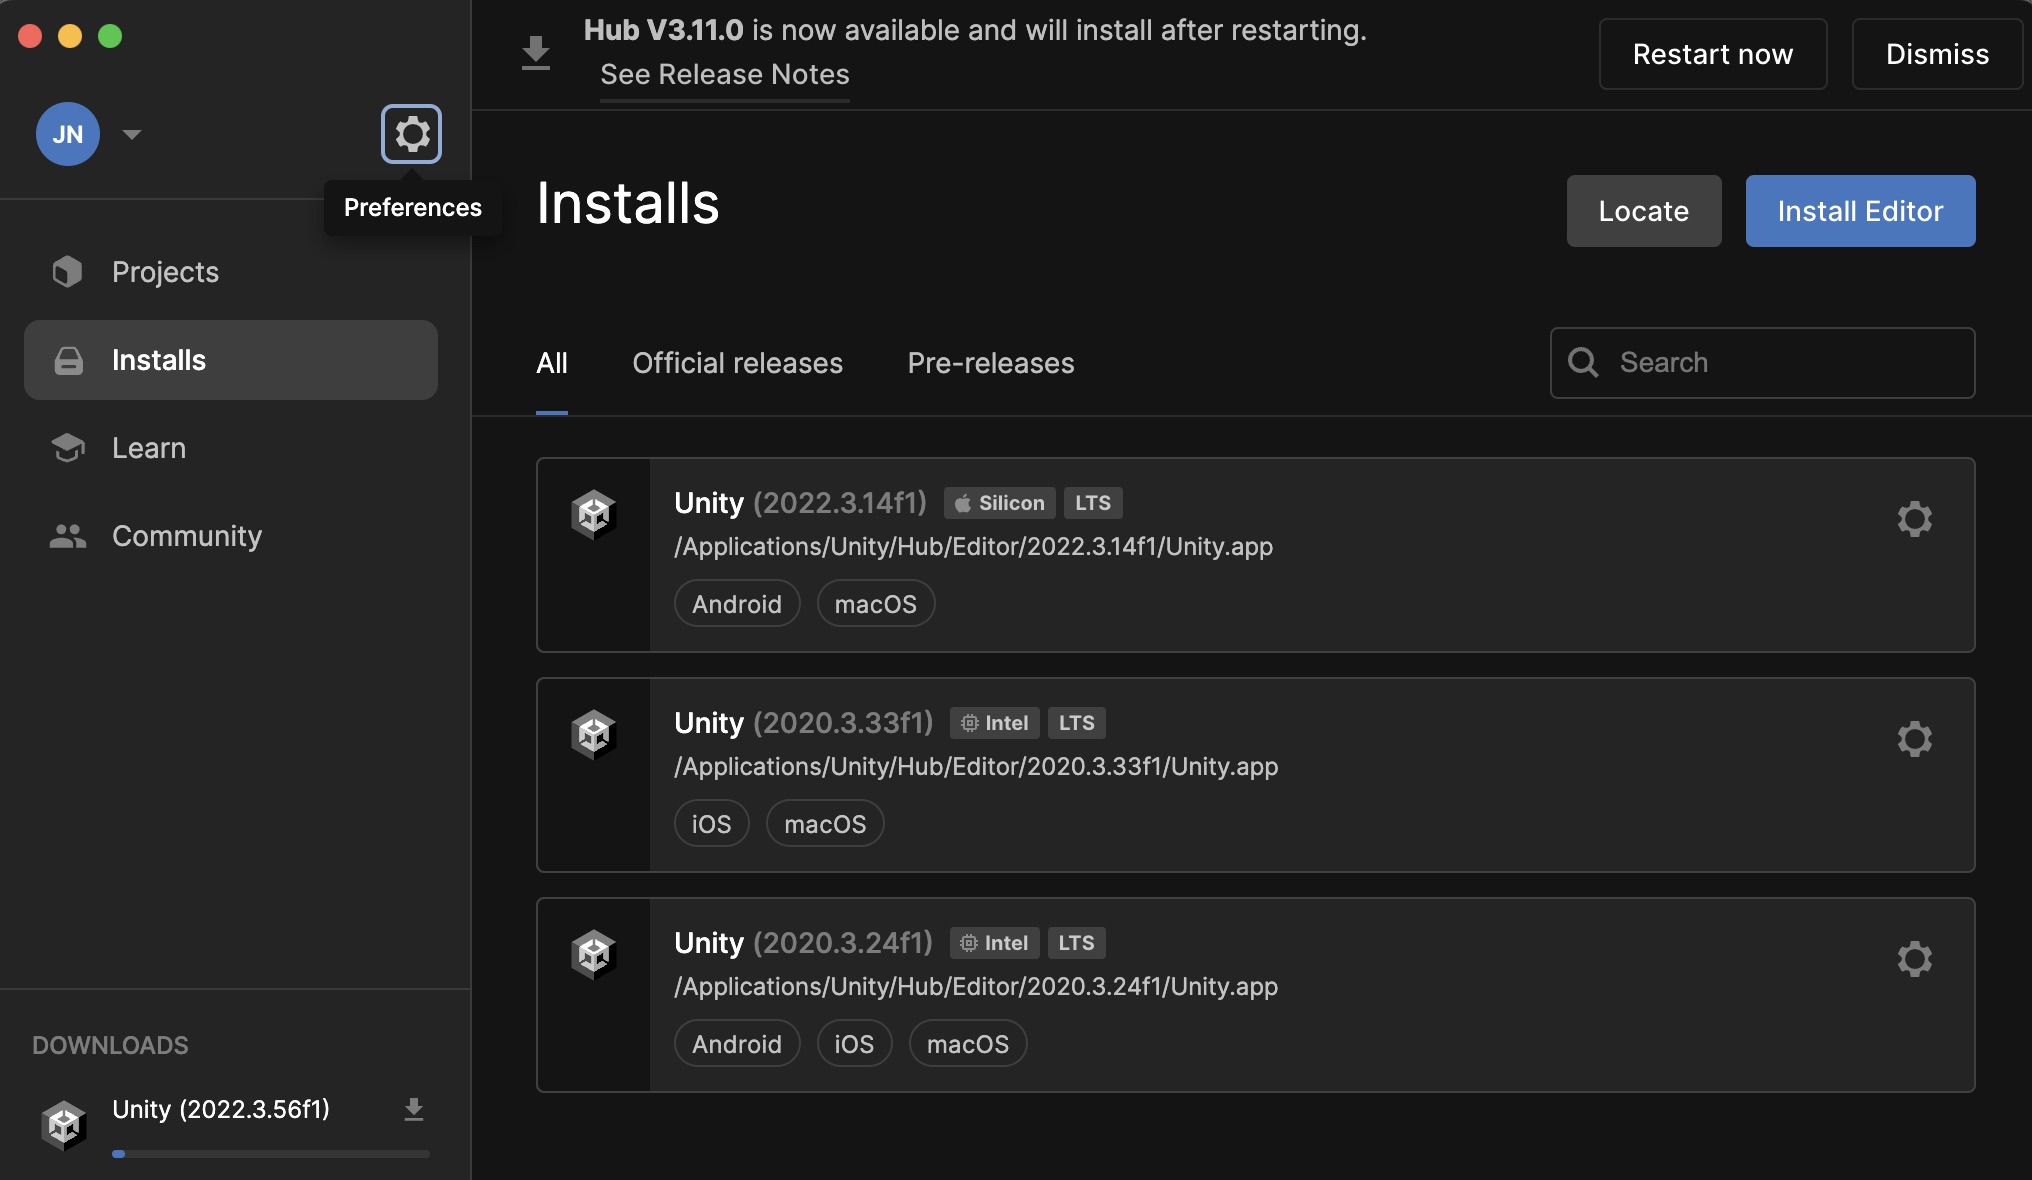 Hub V3.11.0 is now available and will install after restarting.
See Release Notes
Restart now
Dismiss
JN
Preferences
Projects
Installs
Learn
Community
DOWNLOADS
Unity (2022.3.56f1)
Installs
Locate
Install Editor
All
Official releases
Pre-releases
Search
Unity (2022.3.14f1) Silicon LTS
/Applications/Unity/Hub/Editor/2022.3.14f1/Unity.app
Android macOS
Unity (2020.3.33f1) Intel LTS
/Applications/Unity/Hub/Editor/2020.3.33f1/Unity.app
iOS macOS
Unity (2020.3.24f1) Intel LTS
/Applications/Unity/Hub/Editor/2020.3.24f1/Unity.app
Android iOS macOS